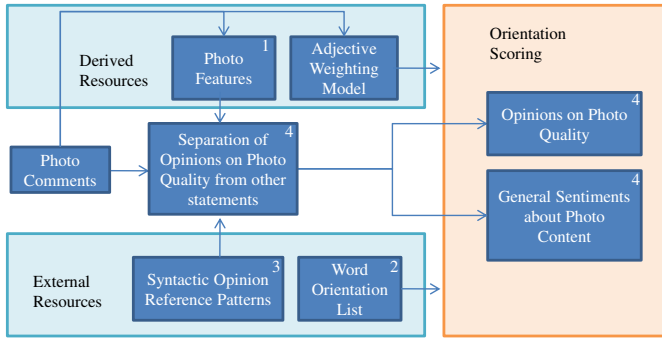 Derived
Resources
1
Photo
Features
Adjective
Weighting
Model
Orientation
Scoring
Photo
Comments
4
Separation of
Opinions on Photo
Quality from other
statements
4
Opinions on Photo
Quality
4
General Sentiments
about Photo
Content
External
Resources
3
Syntactic Opinion
Reference Patterns
2
Word
Orientation
List